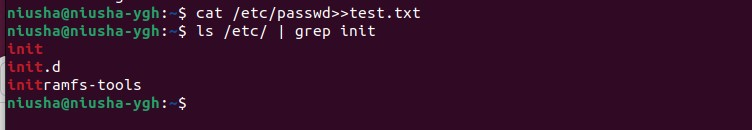 niusha@niusha-ygh:~$ cat /etc/passwd>>test.txt
niusha@niusha-ygh:~$ ls /etc/ | grep init
init
init.d
initramfs-tools
niusha@niusha-ygh:~$